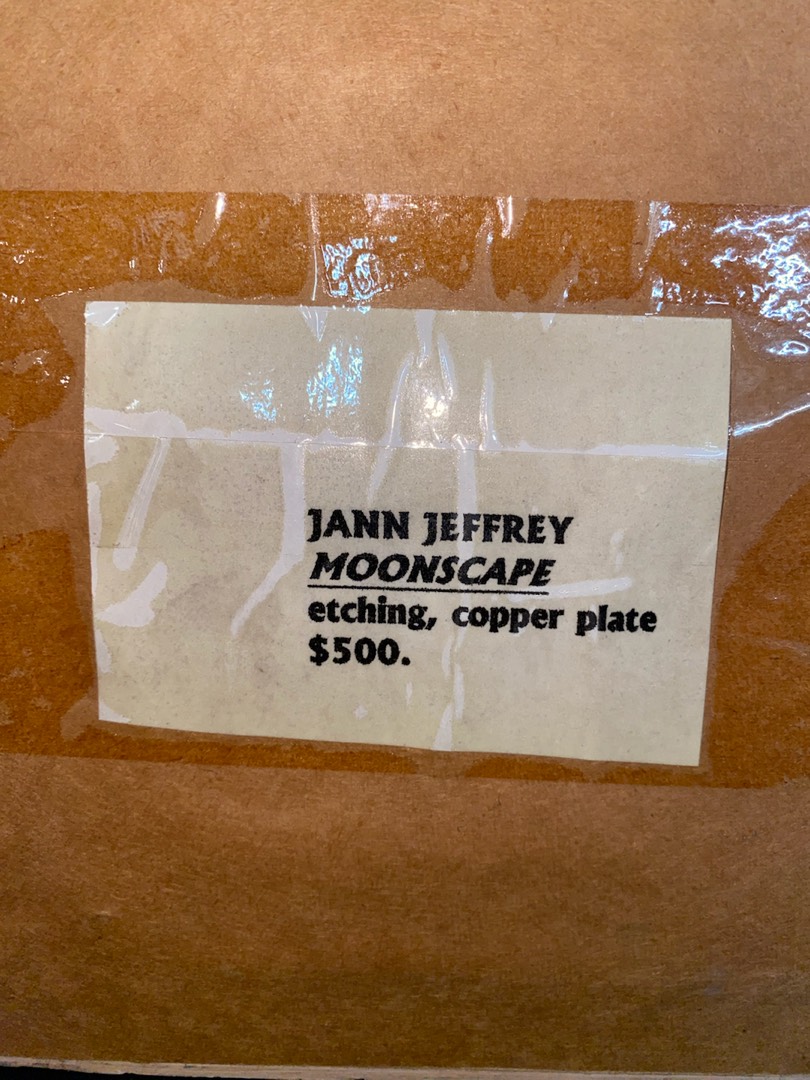 JANN JEFFREY
MOONSCAPE
etching, copper plate
$500.